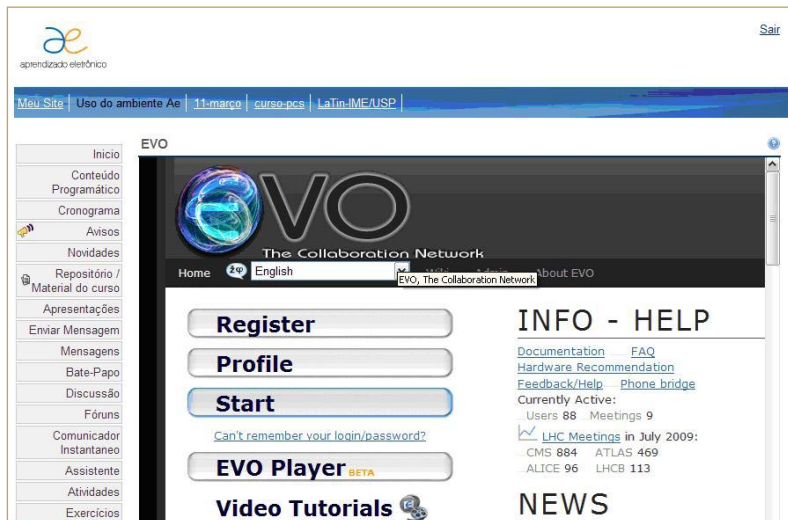 Sair
ae
aprendizado eletrônico
Meu Site | Uso do ambiente Ae | 11-março | curso-pcs | LaTin-IME/USP |
EVO
Inicio
Conteúdo
Programático
Cronograma
Avisos
Novidades
Repositório /
Material do curso
Apresentações
Enviar Mensagem
Mensagens
Bate-Papo
Discussão
Fóruns
Comunicador
Instantaneo
Assistente
Atividades
Exercícios
EVO
The Collaboration Network
Home žφ English Wiki Admin About EVO
EVO, The Collaboration Network
Register
Profile
Start
Can't remember your login/password?
EVO Player BETA
Video Tutorials
INFO - HELP
Documentation FAQ
Hardware Recommendation
Feedback/Help Phone bridge
Currently Active:
Users 88 Meetings 9
LHC Meetings in July 2009:
CMS 884 ATLAS 469
ALICE 96 LHCB 113
NEWS